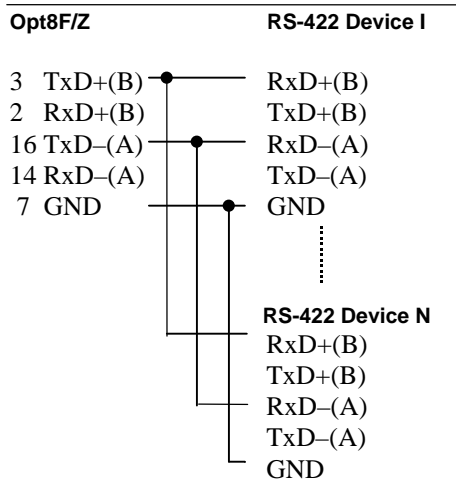 Opt8F/Z RS-422 Device I
3 TxD+(B) RxD+(B)
2 RxD+(B) TxD+(B)
16 TxD–(A) RxD–(A)
14 RxD–(A) TxD–(A)
7 GND GND
RS-422 Device N
RxD+(B)
TxD+(B)
RxD–(A)
TxD–(A)
GND